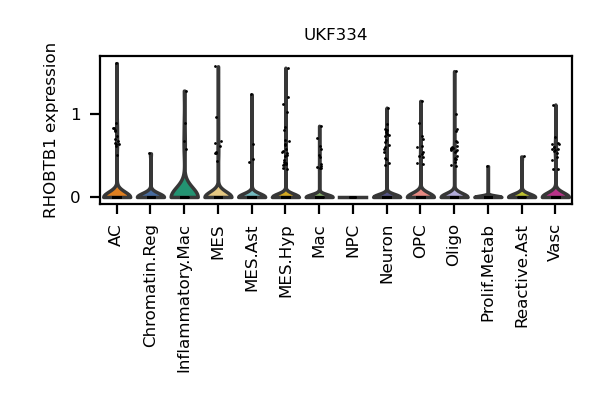 UKF334
RHOBTB1 expression
1
0
AC
Chromatin.Reg
Inflammatory.Mac
MES
MES.Ast
MES.Hyp
Mac
NPC
Neuron
OPC
Oligo
Prolif.Metab
Reactive.Ast
Vasc